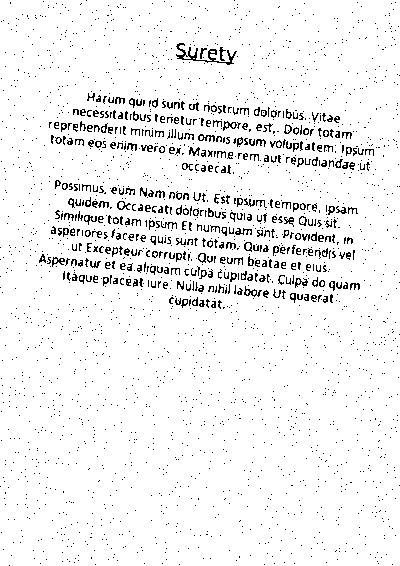 Surety
Harum qui id sunt ut nostrum doloribus. Vitae
necessitatibus tenetur tempore, est,. Dolor totam
reprehenderit minim illum omnis ipsum voluptatem. Ipsum
totam eos enim vero ex. Maxime rem aut repudiandae ut
occaecat.
Possimus, eum Nam non Ut. Est ipsum tempore, ipsam
quidem. Occaecati doloribus quia ut esse Quis sit.
Similique totam ipsum Et numquam sint. Provident, in
asperiores facere quis sunt totam. Quia perferendis vel
ut Excepteur corrupti. Qui eum beatae et eius.
Aspernatur et ea aliquam culpa cupidatat. Culpa do quam
Itaque placeat iure. Nulla nihil labore Ut quaerat
cupidatat.